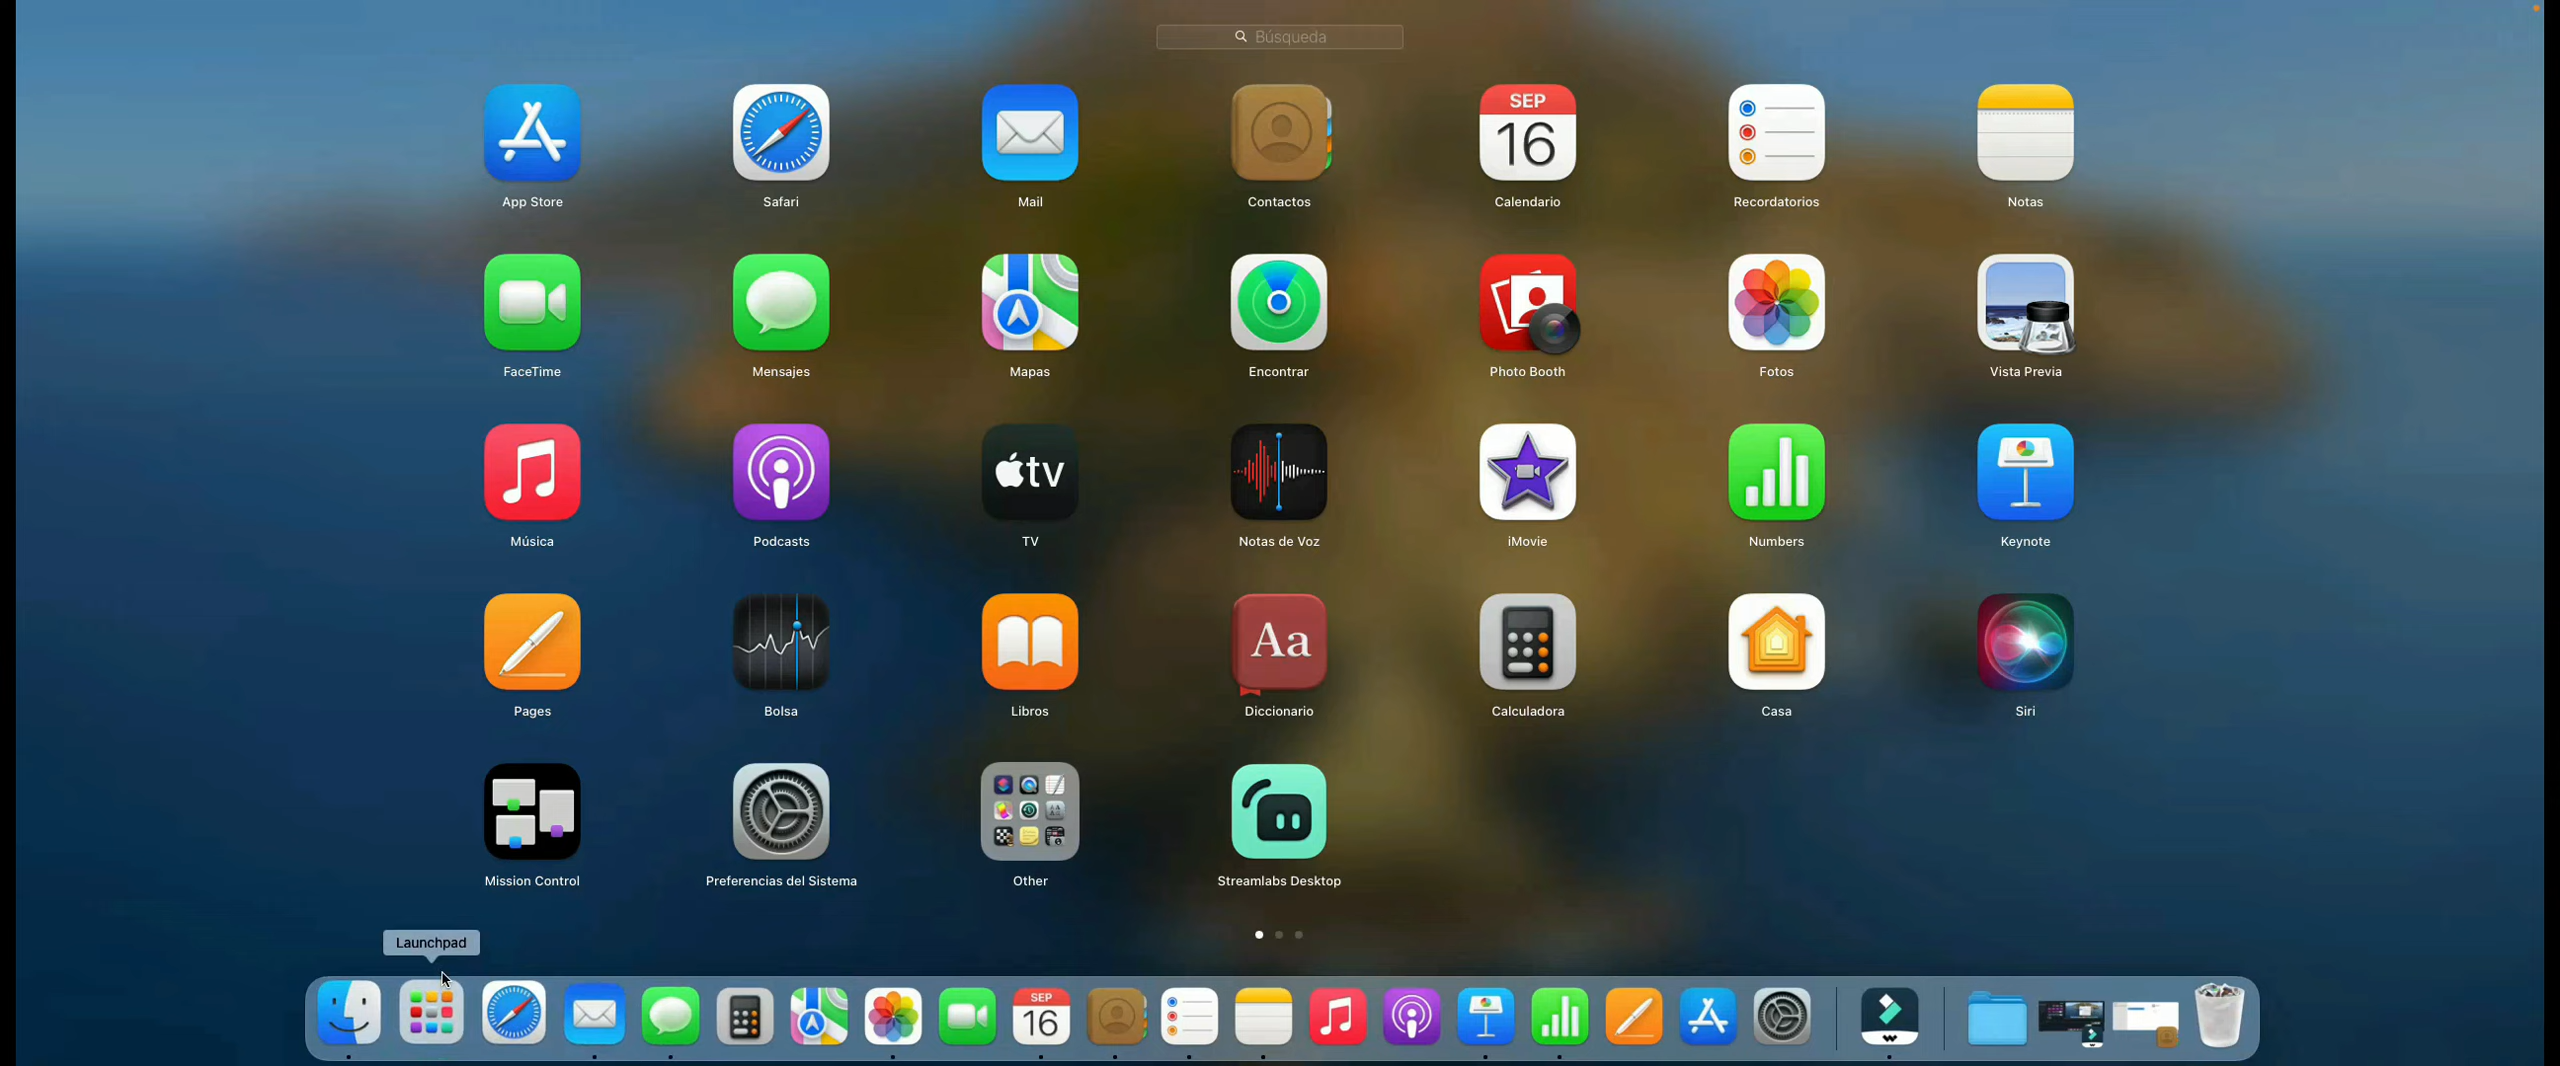 Búsqueda
SEP
16
App Store
Safari
Mail
Contactos
Calendario
Recordatorios
Notas
FaceTime
Mensajes
Mapas
Encontrar
Photo Booth
Fotos
Vista Previa
tv
Música
Podcasts
TV
Notas de Voz
iMovie
Numbers
Keynote
Aa
Pages
Bolsa
Libros
Diccionario
Calculadora
Casa
Siri
Mission Control
Preferencias del Sistema
Other
Streamlabs Desktop
Launchpad
SEP
16